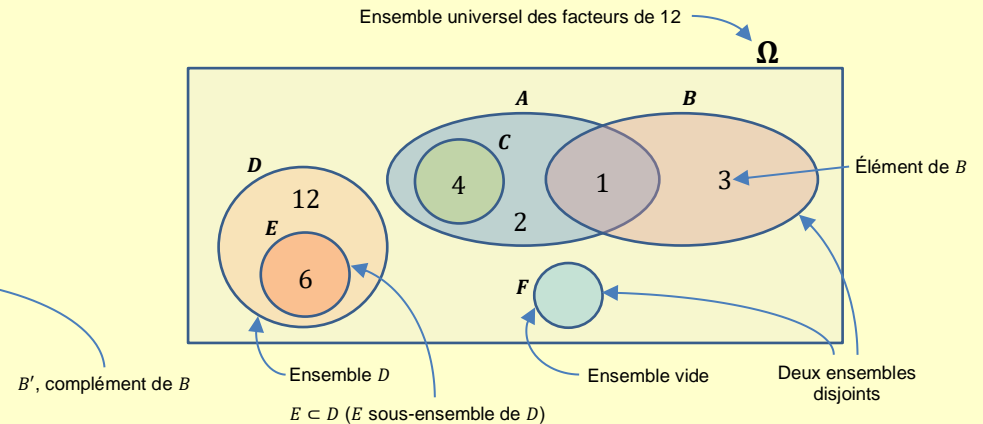 Ensemble universel des facteurs de 12
Ω
A
B
C
D
4
1
3
Élément de B
12
2
E
6
F
B′, complément de B
Ensemble D
Ensemble vide
Deux ensembles
disjoints
E ⊂ D (E sous-ensemble de D)